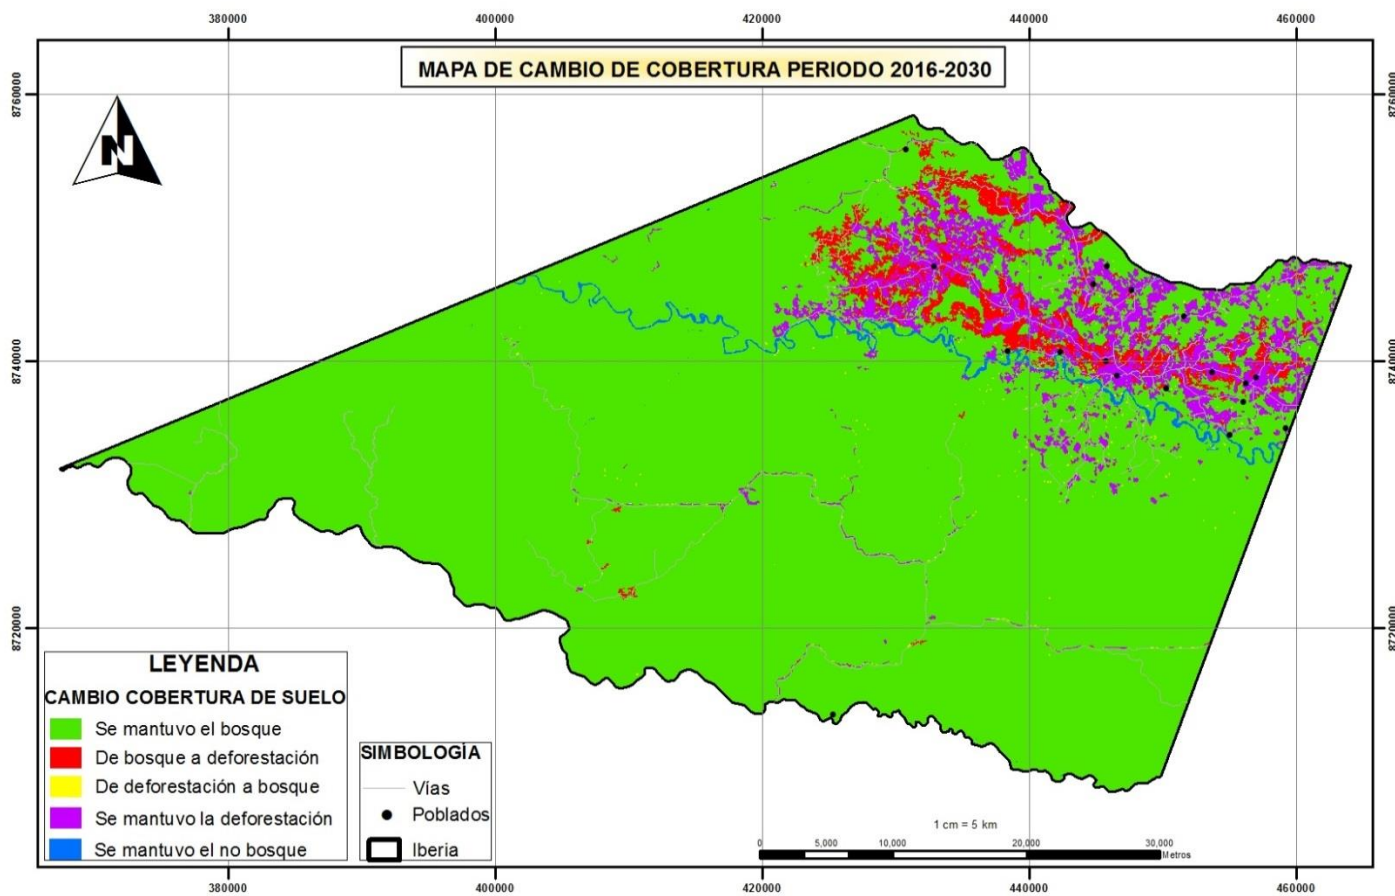 380000 400000 420000 440000 460000
MAPA DE CAMBIO DE COBERTURA PERIODO 2016-2030
8760000 8760000
N
8740000 8740000
8720000 8720000
LEYENDA
CAMBIO COBERTURA DE SUELO
Se mantuvo el bosque
De bosque a deforestación
De deforestación a bosque
Se mantuvo la deforestación
Se mantuvo el no bosque
SIMBOLOGÍA
Vías
Poblados
Iberia
1 cm = 5 km
0 5,000 10,000 20,000 30,000
Metros
380000 400000 420000 440000 460000